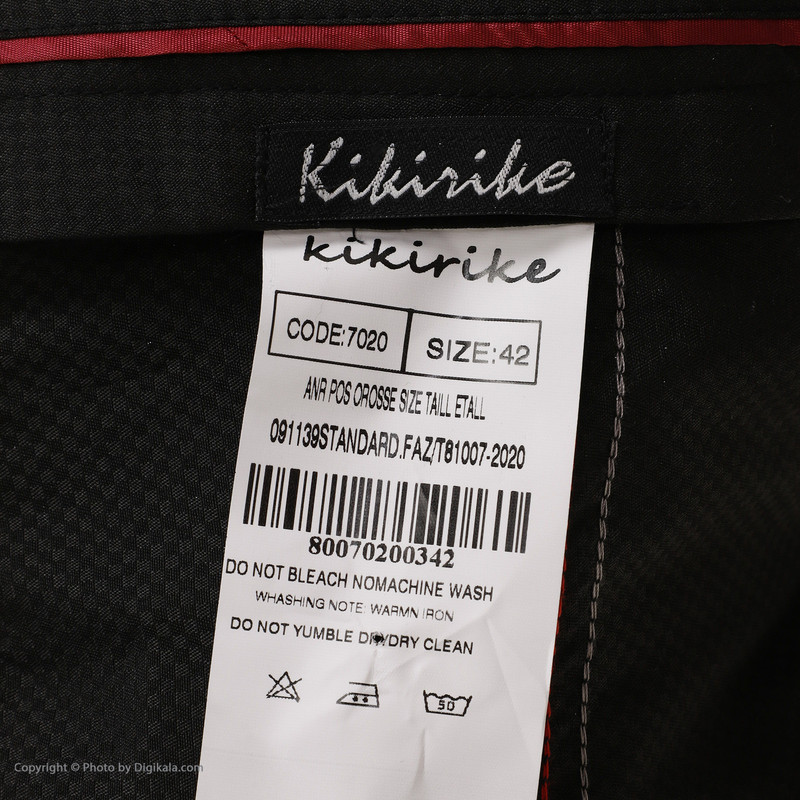 Kikirike
kikirike
CODE:7020 SIZE:42
ANR POS OROSSE SIZE TAILL ETALL
091139STANDARD.FAZ/T81007-2020
80070200342
DO NOT BLEACH NOMACHINE WASH
WHASHING NOTE: WARMN IRON
DO NOT YUMBLE DRY/DRY CLEAN
50
Copyright © Photo by Digikala.com